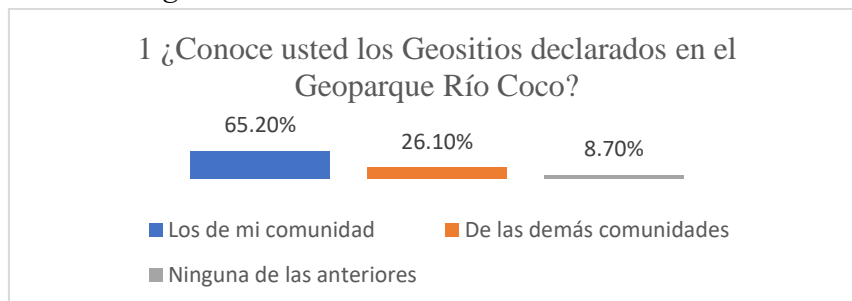 1 ¿Conoce usted los Geositios declarados en el
Geoparque Río Coco?
65.20%
26.10%
8.70%
Los de mi comunidad
De las demás comunidades
Ninguna de las anteriores